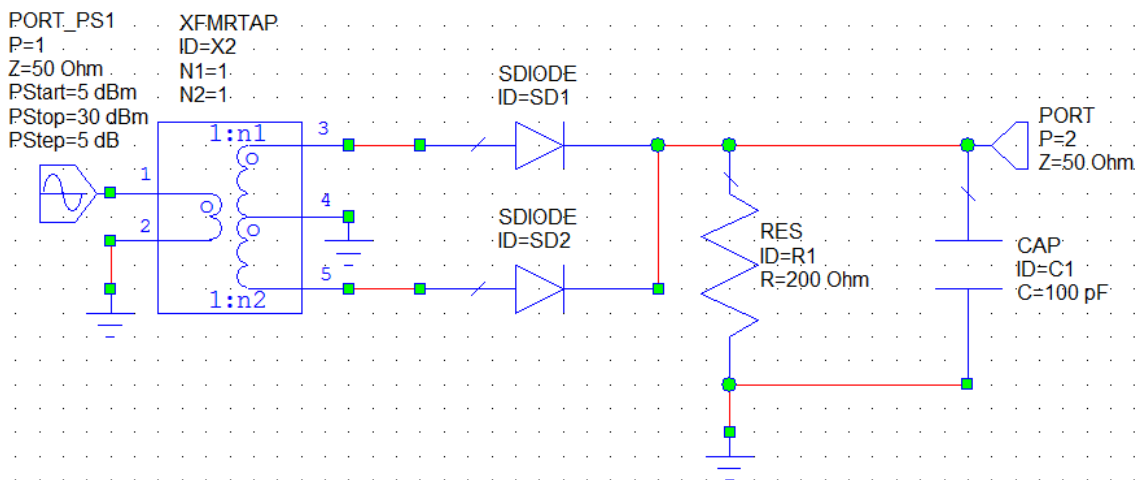 PORT_PS1
P=1
Z=50 Ohm
PStart=5 dBm
PStop=30 dBm
PStep=5 dB
XFMRTAP
ID=X2
N1=1
N2=1
1:n1
1
2
3
4
5
1:n2
SDIODE
ID=SD1
SDIODE
ID=SD2
RES
ID=R1
R=200 Ohm
CAP
ID=C1
C=100 pF
PORT
P=2
Z=50 Ohm